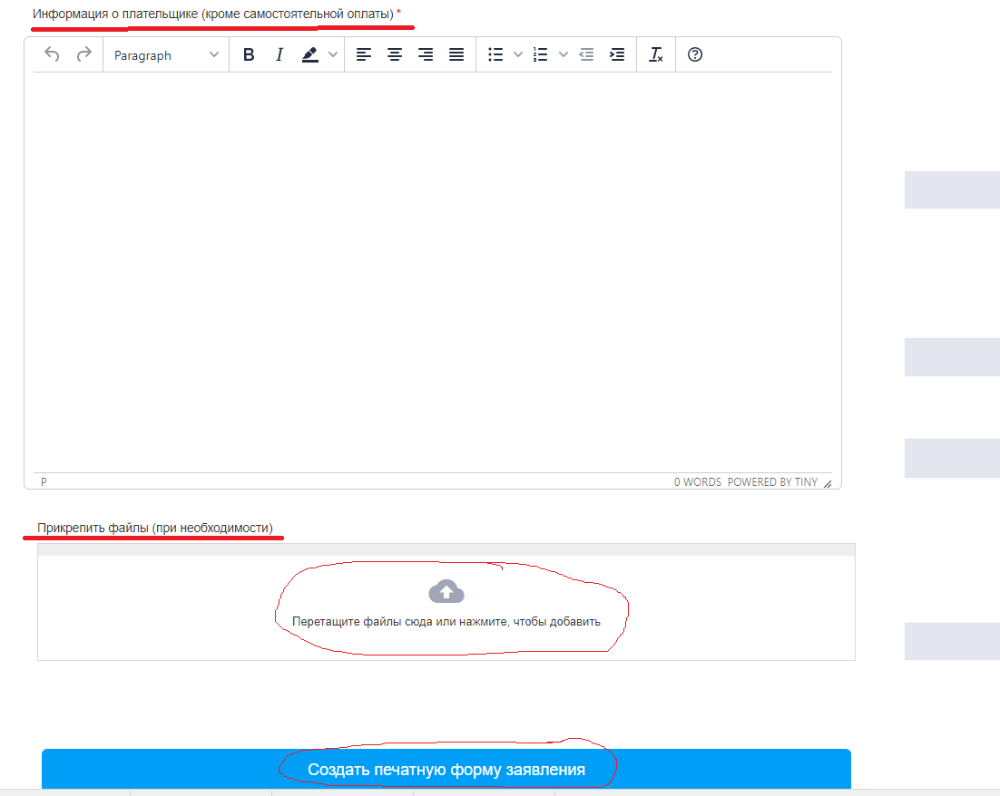 Информация о плательщике (кроме самостоятельной оплаты) *
Paragraph
B I
P 0 WORDS POWERED BY TINY
Прикрепить файлы (при необходимости)
Перетащите файлы сюда или нажмите, чтобы добавить
Создать печатную форму заявления